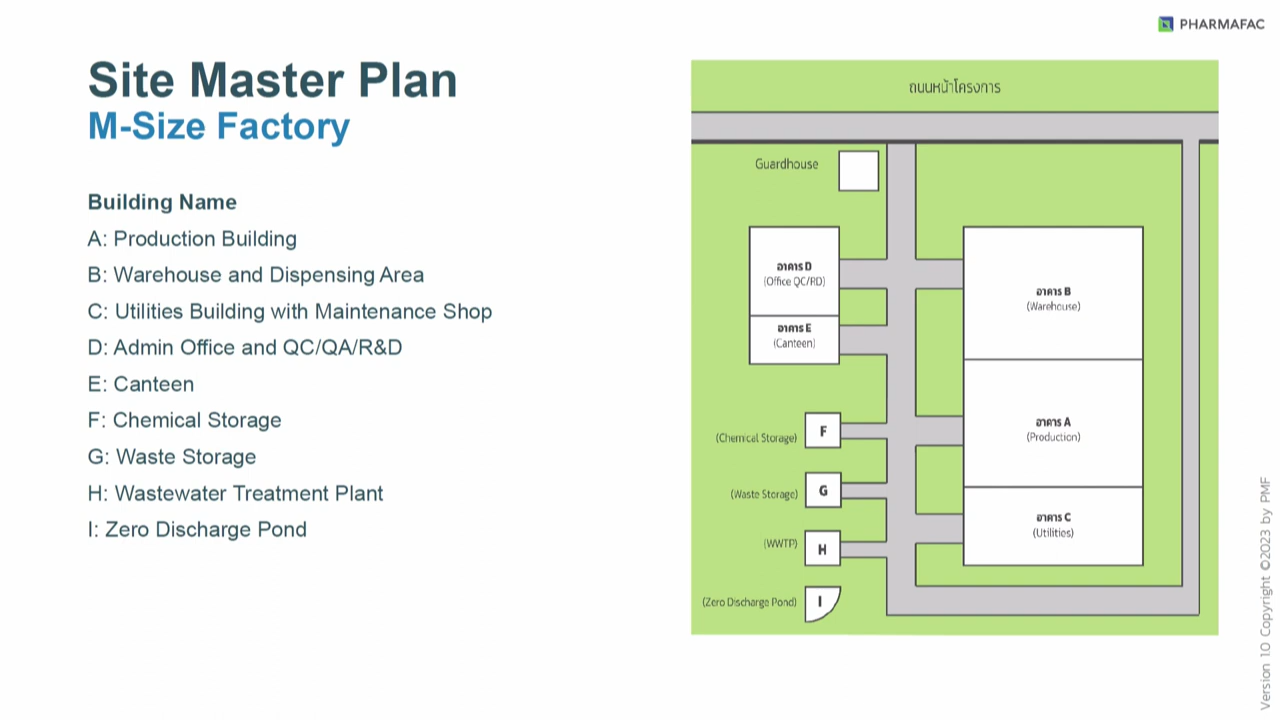 PHARMAFAC
Site Master Plan
M-Size Factory
Building Name
A: Production Building
B: Warehouse and Dispensing Area
C: Utilities Building with Maintenance Shop
D: Admin Office and QC/QA/R&D
E: Canteen
F: Chemical Storage
G: Waste Storage
H: Wastewater Treatment Plant
I: Zero Discharge Pond
ถนนหน้าโครงการ
Guardhouse
อาคาร D
(Office QC/RD)
อาคาร E
(Canteen)
อาคาร B
(Warehouse)
อาคาร A
(Production)
อาคาร C
(Utilities)
(Chemical Storage)
F
(Waste Storage)
G
(WWTP)
H
(Zero Discharge Pond)
I
Version 1.0 Copyright ©2023 by PMF